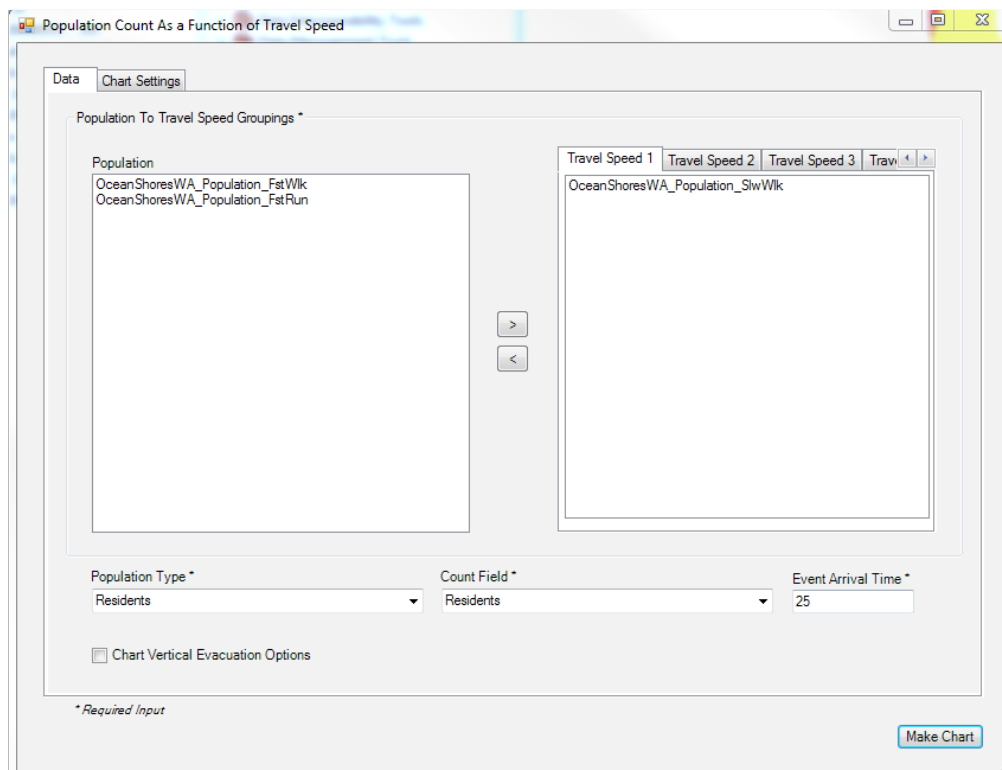 Population Count As a Function of Travel Speed
Data
Chart Settings
Population To Travel Speed Groupings *
Population
OceanShoresWA_Population_FstWlk
OceanShoresWA_Population_FstRun
>
<
Travel Speed 1
Travel Speed 2
Travel Speed 3
Trav
OceanShoresWA_Population_SlwWlk
Population Type *
Count Field *
Event Arrival Time *
Residents
Residents
25
Chart Vertical Evacuation Options
* Required Input
Make Chart